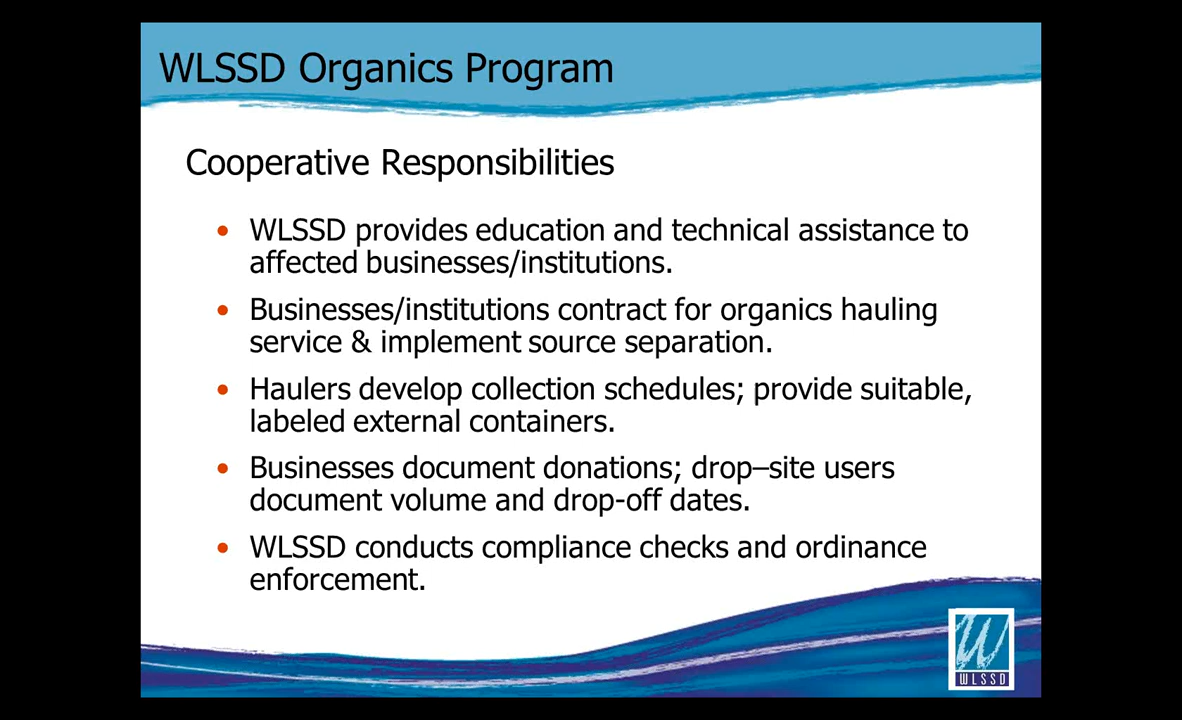 WLSSD Organics Program
Cooperative Responsibilities
• WLSSD provides education and technical assistance to
affected businesses/institutions.
• Businesses/institutions contract for organics hauling
service & implement source separation.
• Haulers develop collection schedules; provide suitable,
labeled external containers.
• Businesses document donations; drop–site users
document volume and drop-off dates.
• WLSSD conducts compliance checks and ordinance
enforcement.
W
WLSSD